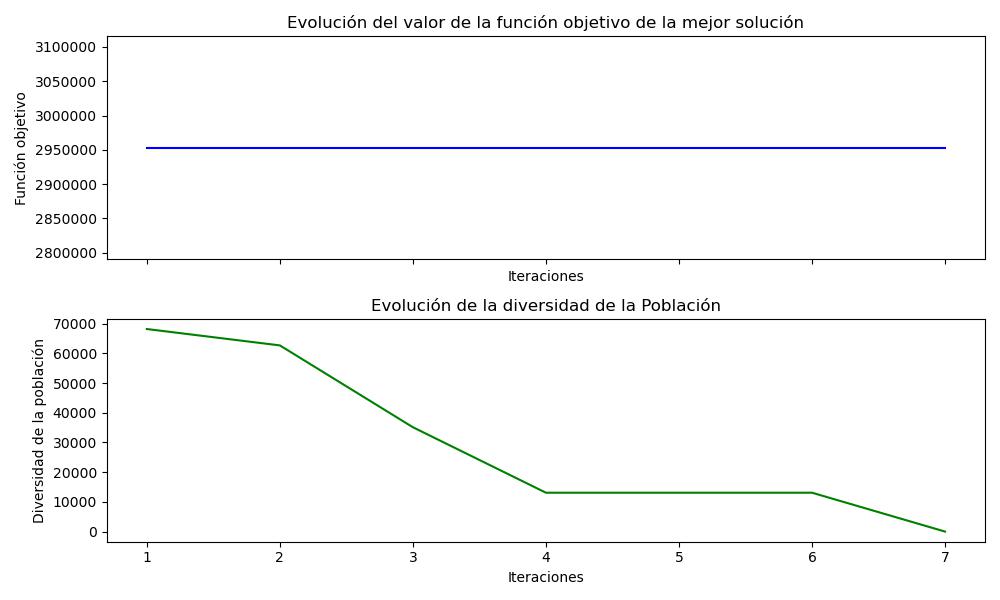 Evolución del valor de la función objetivo de la mejor solución
3100000
3050000
3000000
2950000
2900000
2850000
2800000
Función objetivo
Iteraciones
Evolución de la diversidad de la Población
70000
60000
50000
40000
30000
20000
10000
0
Diversidad de la población
1 2 3 4 5 6 7
Iteraciones